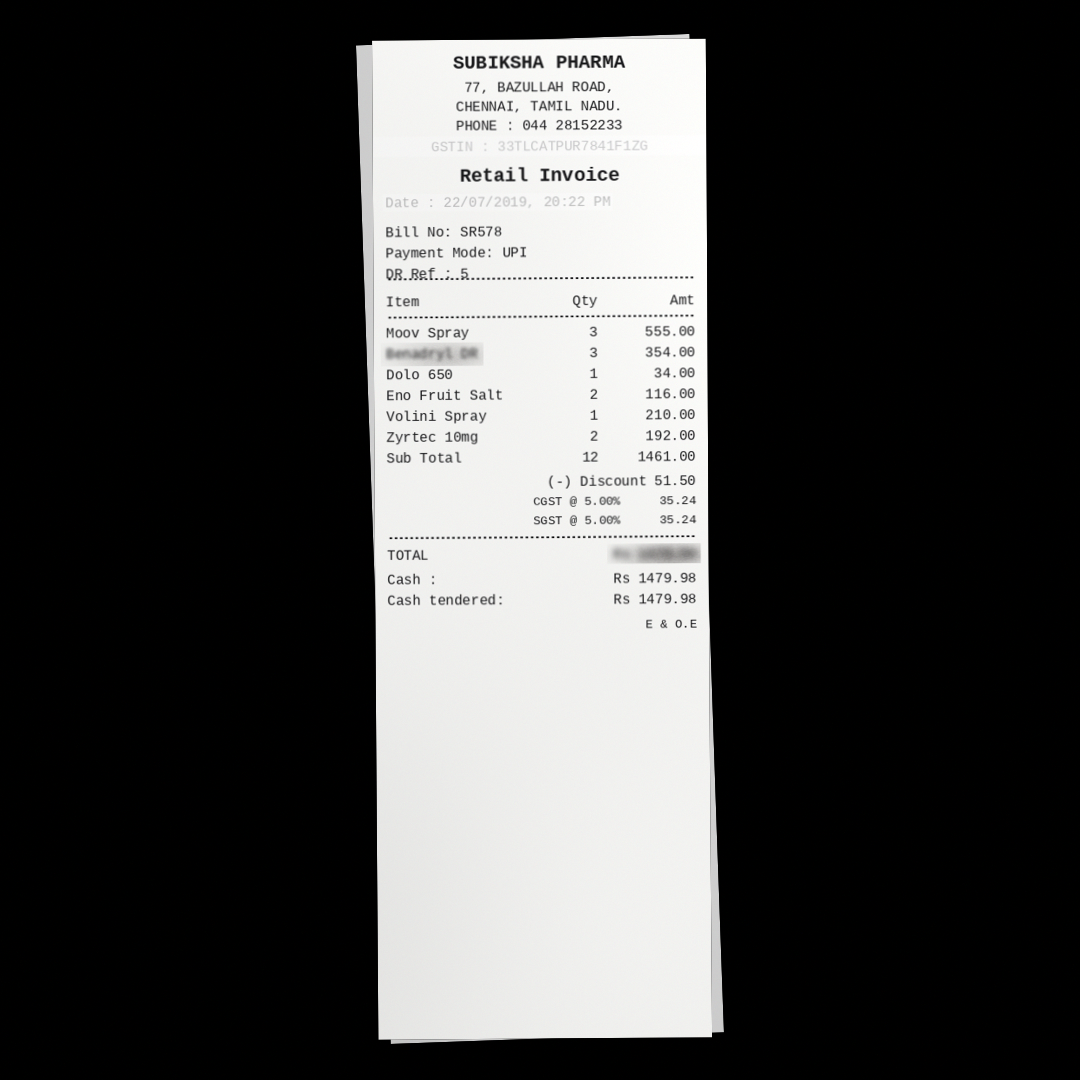 SUBIKSHA PHARMA
77, BAZULLAH ROAD,
CHENNAI, TAMIL NADU.
PHONE : 044 28152233
GSTIN : 33TLCATPUR7841F1ZG
Retail Invoice
Date : 22/07/2019, 20:22 PM
Bill No: SR578
Payment Mode: UPI
DR Ref : 5
Item Qty Amt
Moov Spray 3 555.00
Benadryl DR 3 354.00
Dolo 650 1 34.00
Eno Fruit Salt 2 116.00
Volini Spray 1 210.00
Zyrtec 10mg 2 192.00
Sub Total 12 1461.00
(-) Discount 51.50
CGST @ 5.00% 35.24
SGST @ 5.00% 35.24
TOTAL
Cash : Rs 1479.98
Cash tendered: Rs 1479.98
E & O.E